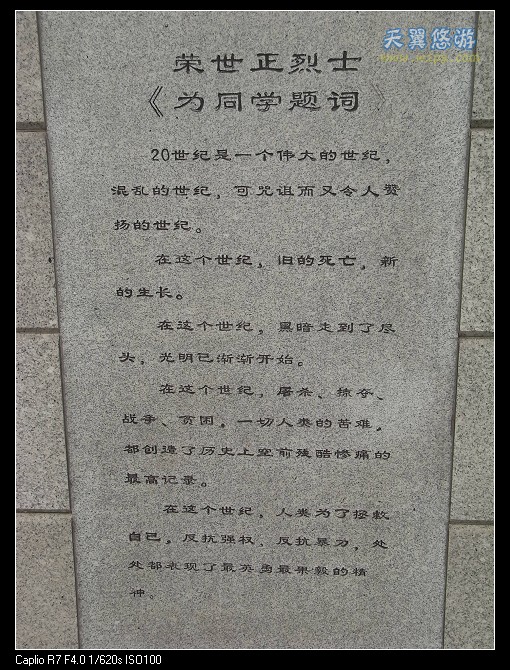 天翼悠游
荣世正烈士
《为同学题词》
20世纪是一个伟大的世纪，
混乱的世纪，可咒诅而又令人赞
扬的世纪。
在这个世纪，旧的死亡，新
的生长。
在这个世纪，黑暗走到了尽
头，光明已渐渐开始。
在这个世纪，屠杀、掠夺、
战争、贫困，一切人类的苦难，
都创造了历史上空前残酷惨痛的
最高记录。
在这个世纪，人类为了拯救
自己，反抗强权，反抗暴力，处
处都表现了最英勇最果毅的精
神。
Caplio R7 F4.0 1/620s ISO100